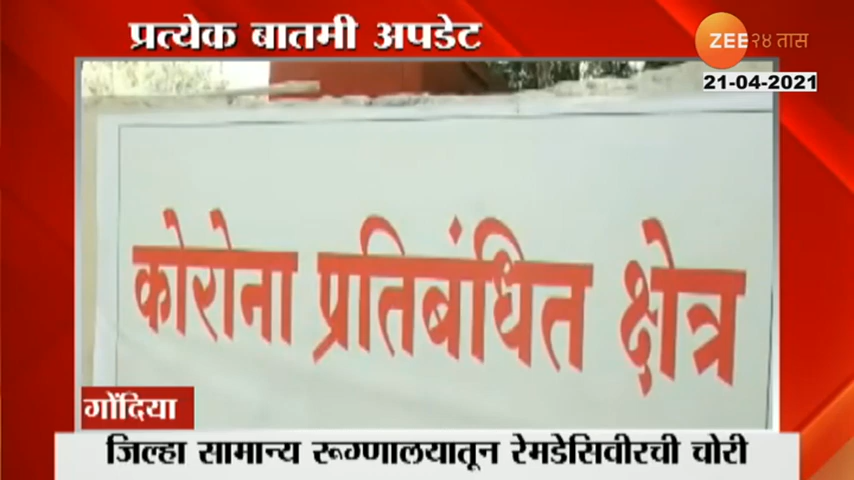 प्रत्येक बातमी अपडेट
ZEE २४ तास
21-04-2021
कोरोना प्रतिबंधित क्षेत्र
गोंदिया
जिल्हा सामान्य रूग्णालयातून रेमडेसिवीरची चोरी